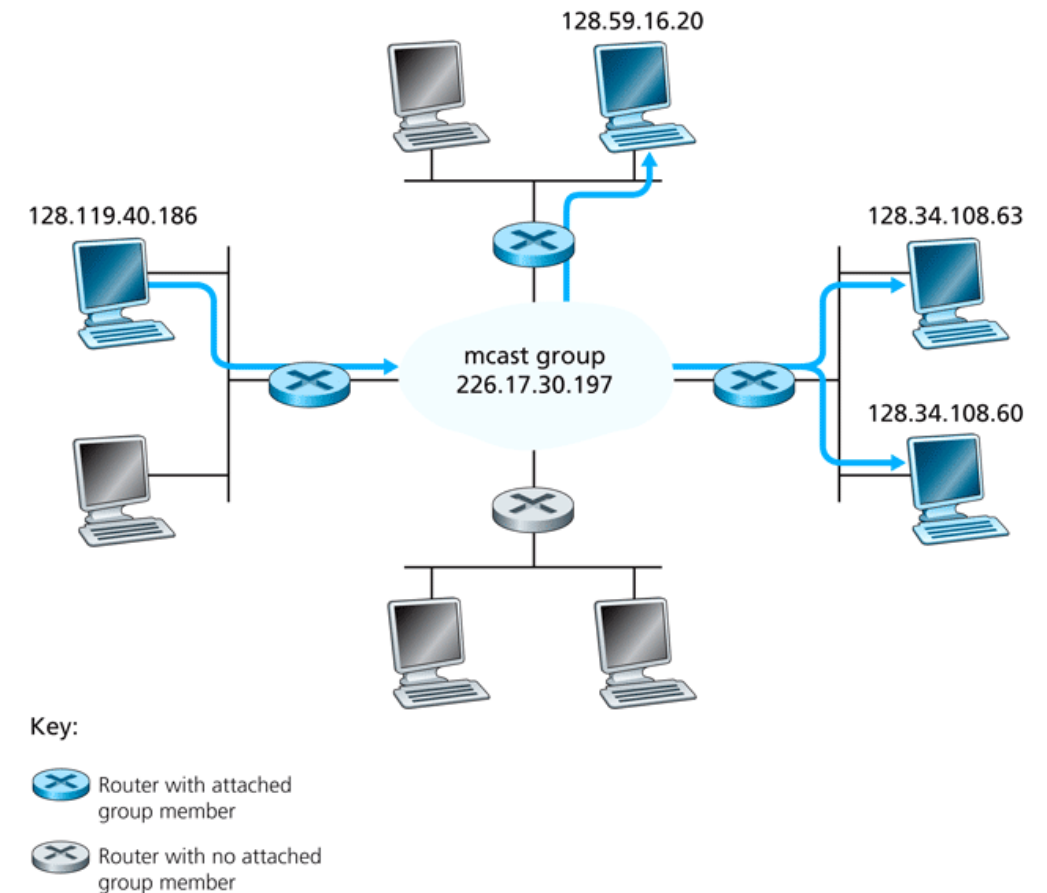 128.59.16.20
128.119.40.186
128.34.108.63
mcast group
226.17.30.197
128.34.108.60
Key:
Router with attached
group member
Router with no attached
group member